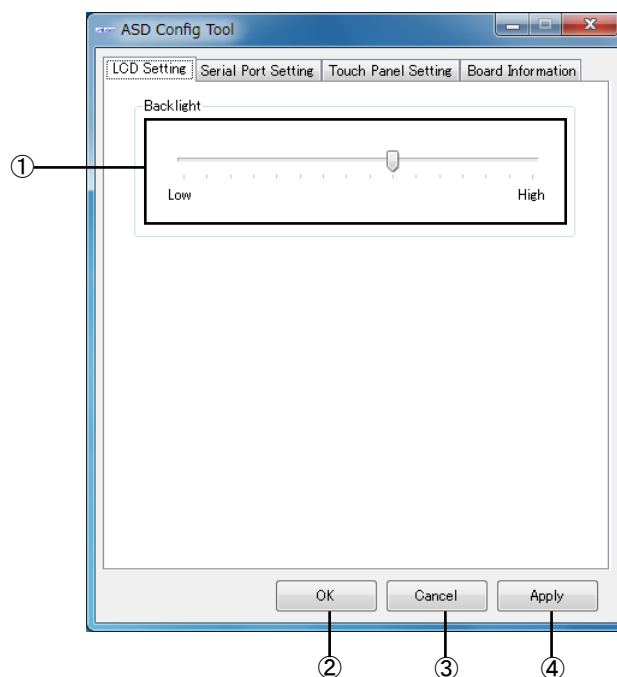 ASD Config Tool
LCD Setting Serial Port Setting Touch Panel Setting Board Information
Backlight
①
Low High
OK Cancel Apply
② ③ ④